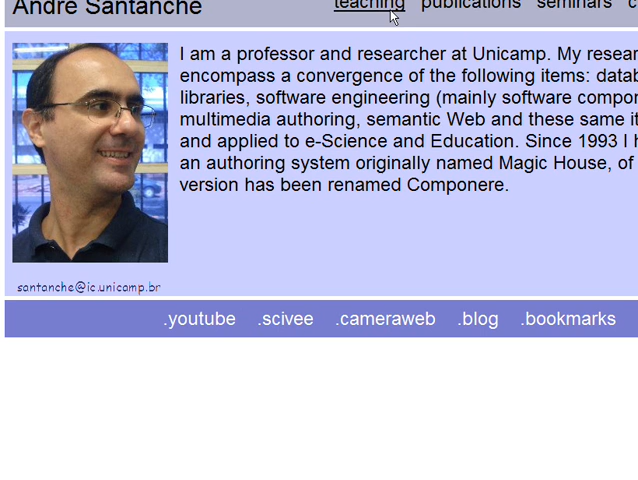 André Santanchè
teaching publications seminars c
I am a professor and researcher at Unicamp. My resear
encompass a convergence of the following items: datab
libraries, software engineering (mainly software compor
multimedia authoring, semantic Web and these same it
and applied to e-Science and Education. Since 1993 I h
an authoring system originally named Magic House, of
version has been renamed Componere.
santanche@ic.unicamp.br
.youtube .scivee .cameraweb .blog .bookmarks